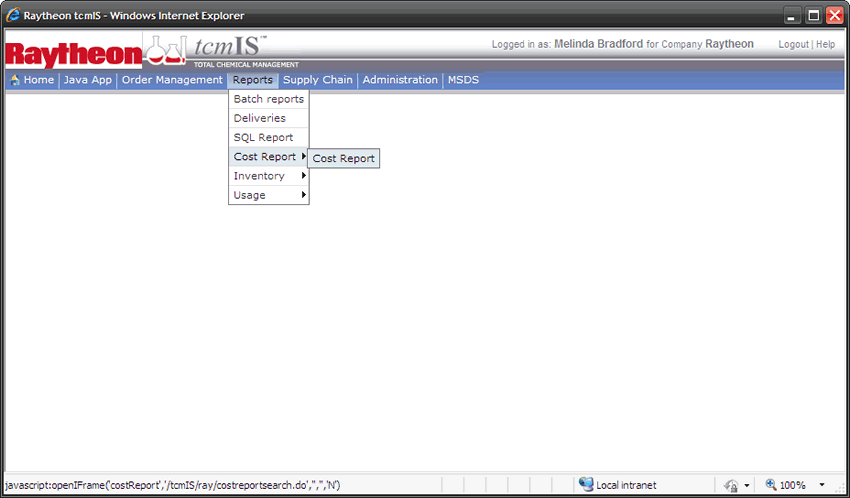 Raytheon tcmIS - Windows Internet Explorer
Raytheon tcmIS™ TOTAL CHEMICAL MANAGEMENT
Logged in as: Melinda Bradford for Company Raytheon Logout | Help
Home Java App Order Management Reports Supply Chain Administration MSDS
Batch reports
Deliveries
SQL Report
Cost Report Cost Report
Inventory
Usage
javascript:openIFrame('costReport','/tcmIS/ray/costreportsearch.do','','','N') Local intranet 100%